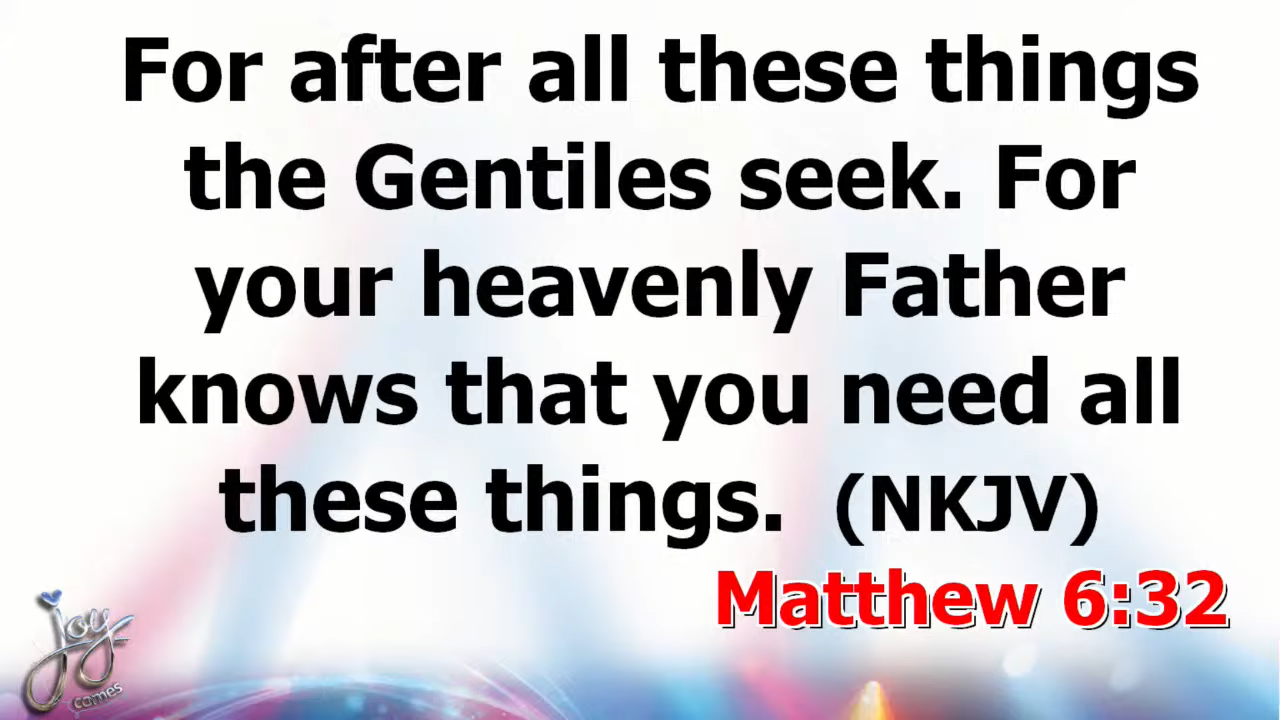 For after all these things
the Gentiles seek. For
your heavenly Father
knows that you need all
these things. (NKJV)
Matthew 6:32
joy
comes